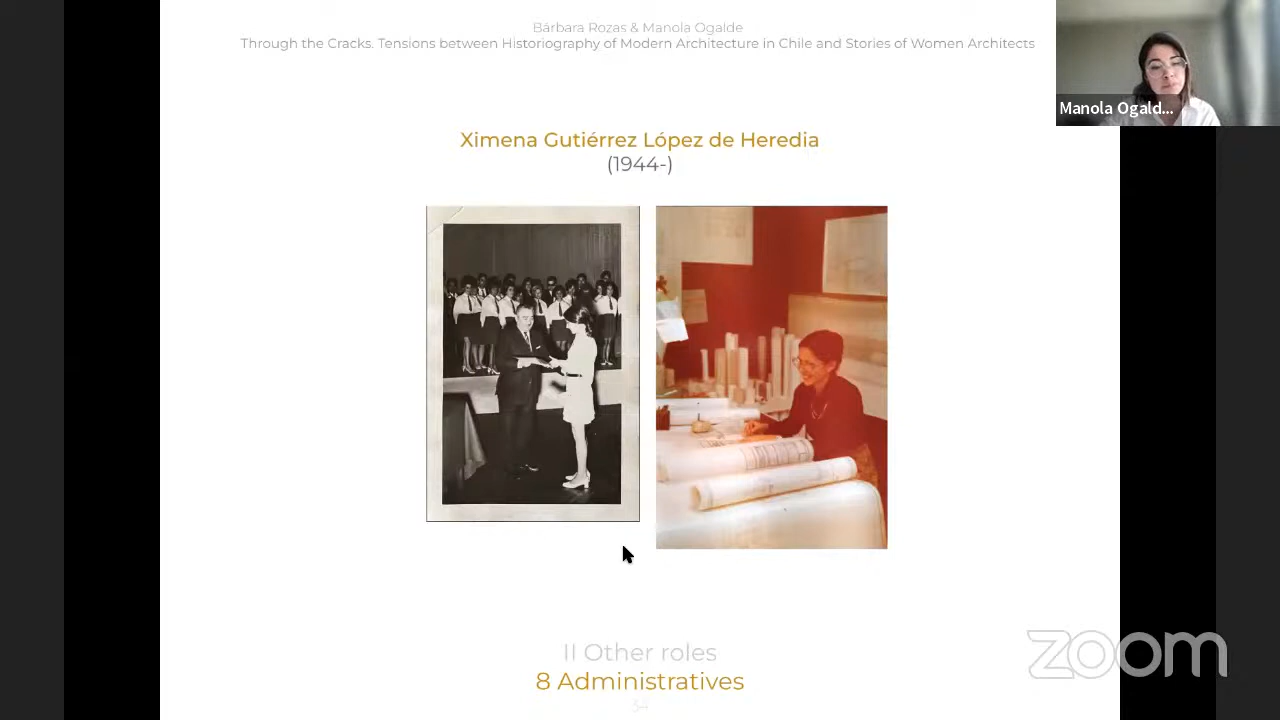 Bárbara Rozas & Manola Ogalde
Through the Cracks. Tensions between Historiography of Modern Architecture in Chile and Stories of Women Architects
Manola Ogald...
Ximena Gutiérrez López de Heredia
(1944-)
II Other roles
8 Administratives
34
zoom